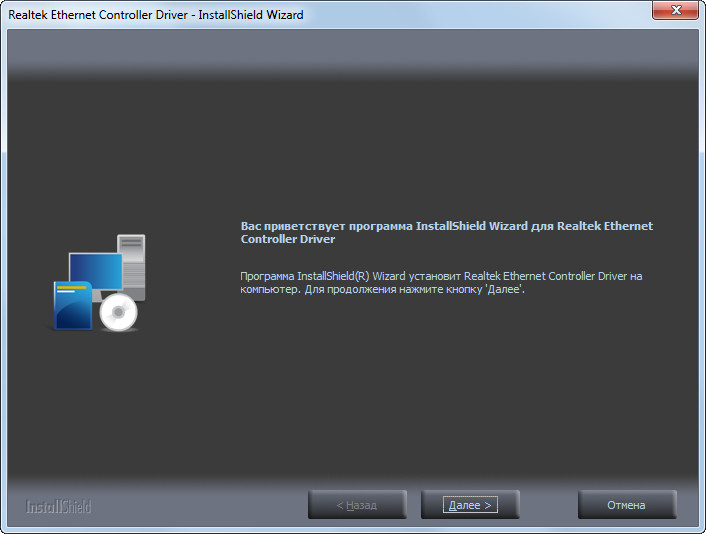 Realtek Ethernet Controller Driver - InstallShield Wizard
Вас приветствует программа InstallShield Wizard для Realtek Ethernet
Controller Driver
Программа InstallShield(R) Wizard установит Realtek Ethernet Controller Driver на
компьютер. Для продолжения нажмите кнопку 'Далее'.
InstallShield
< Назад
Далее >
Отмена